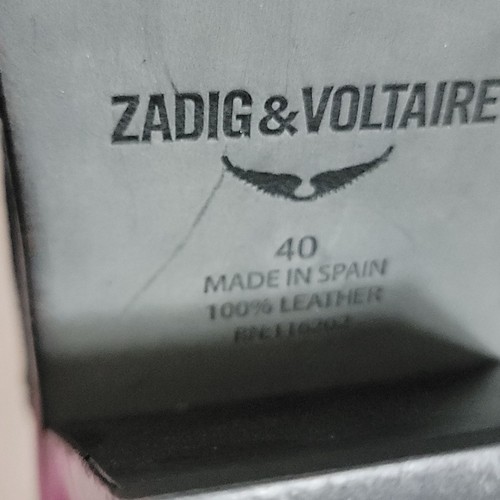 ZADIG & VOLTAIRE
40
MADE IN SPAIN
100% LEATHER